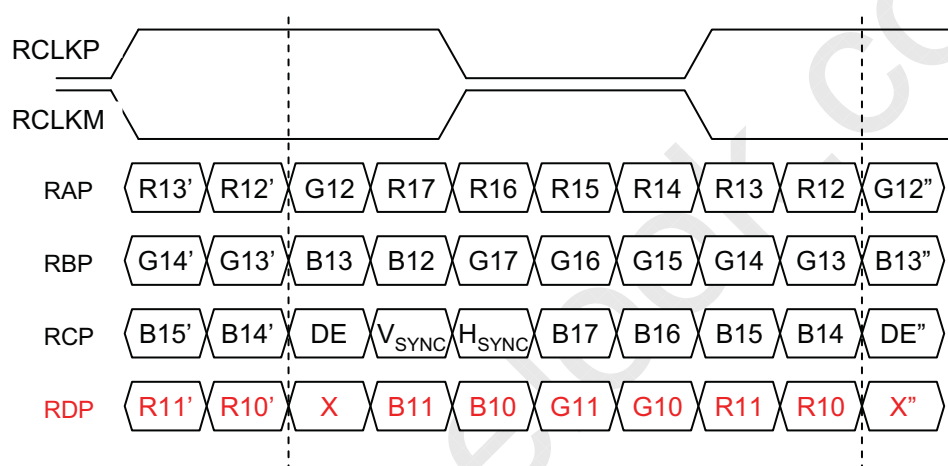 RCLKP
RCLKM
RAP R13’ R12’ G12 R17 R16 R15 R14 R13 R12 G12”
RBP G14’ G13’ B13 B12 G17 G16 G15 G14 G13 B13”
RCP B15’ B14’ DE VSYNC HSYNC B17 B16 B15 B14 DE”
RDP R11’ R10’ X B11 B10 G11 G10 R11 R10 X”